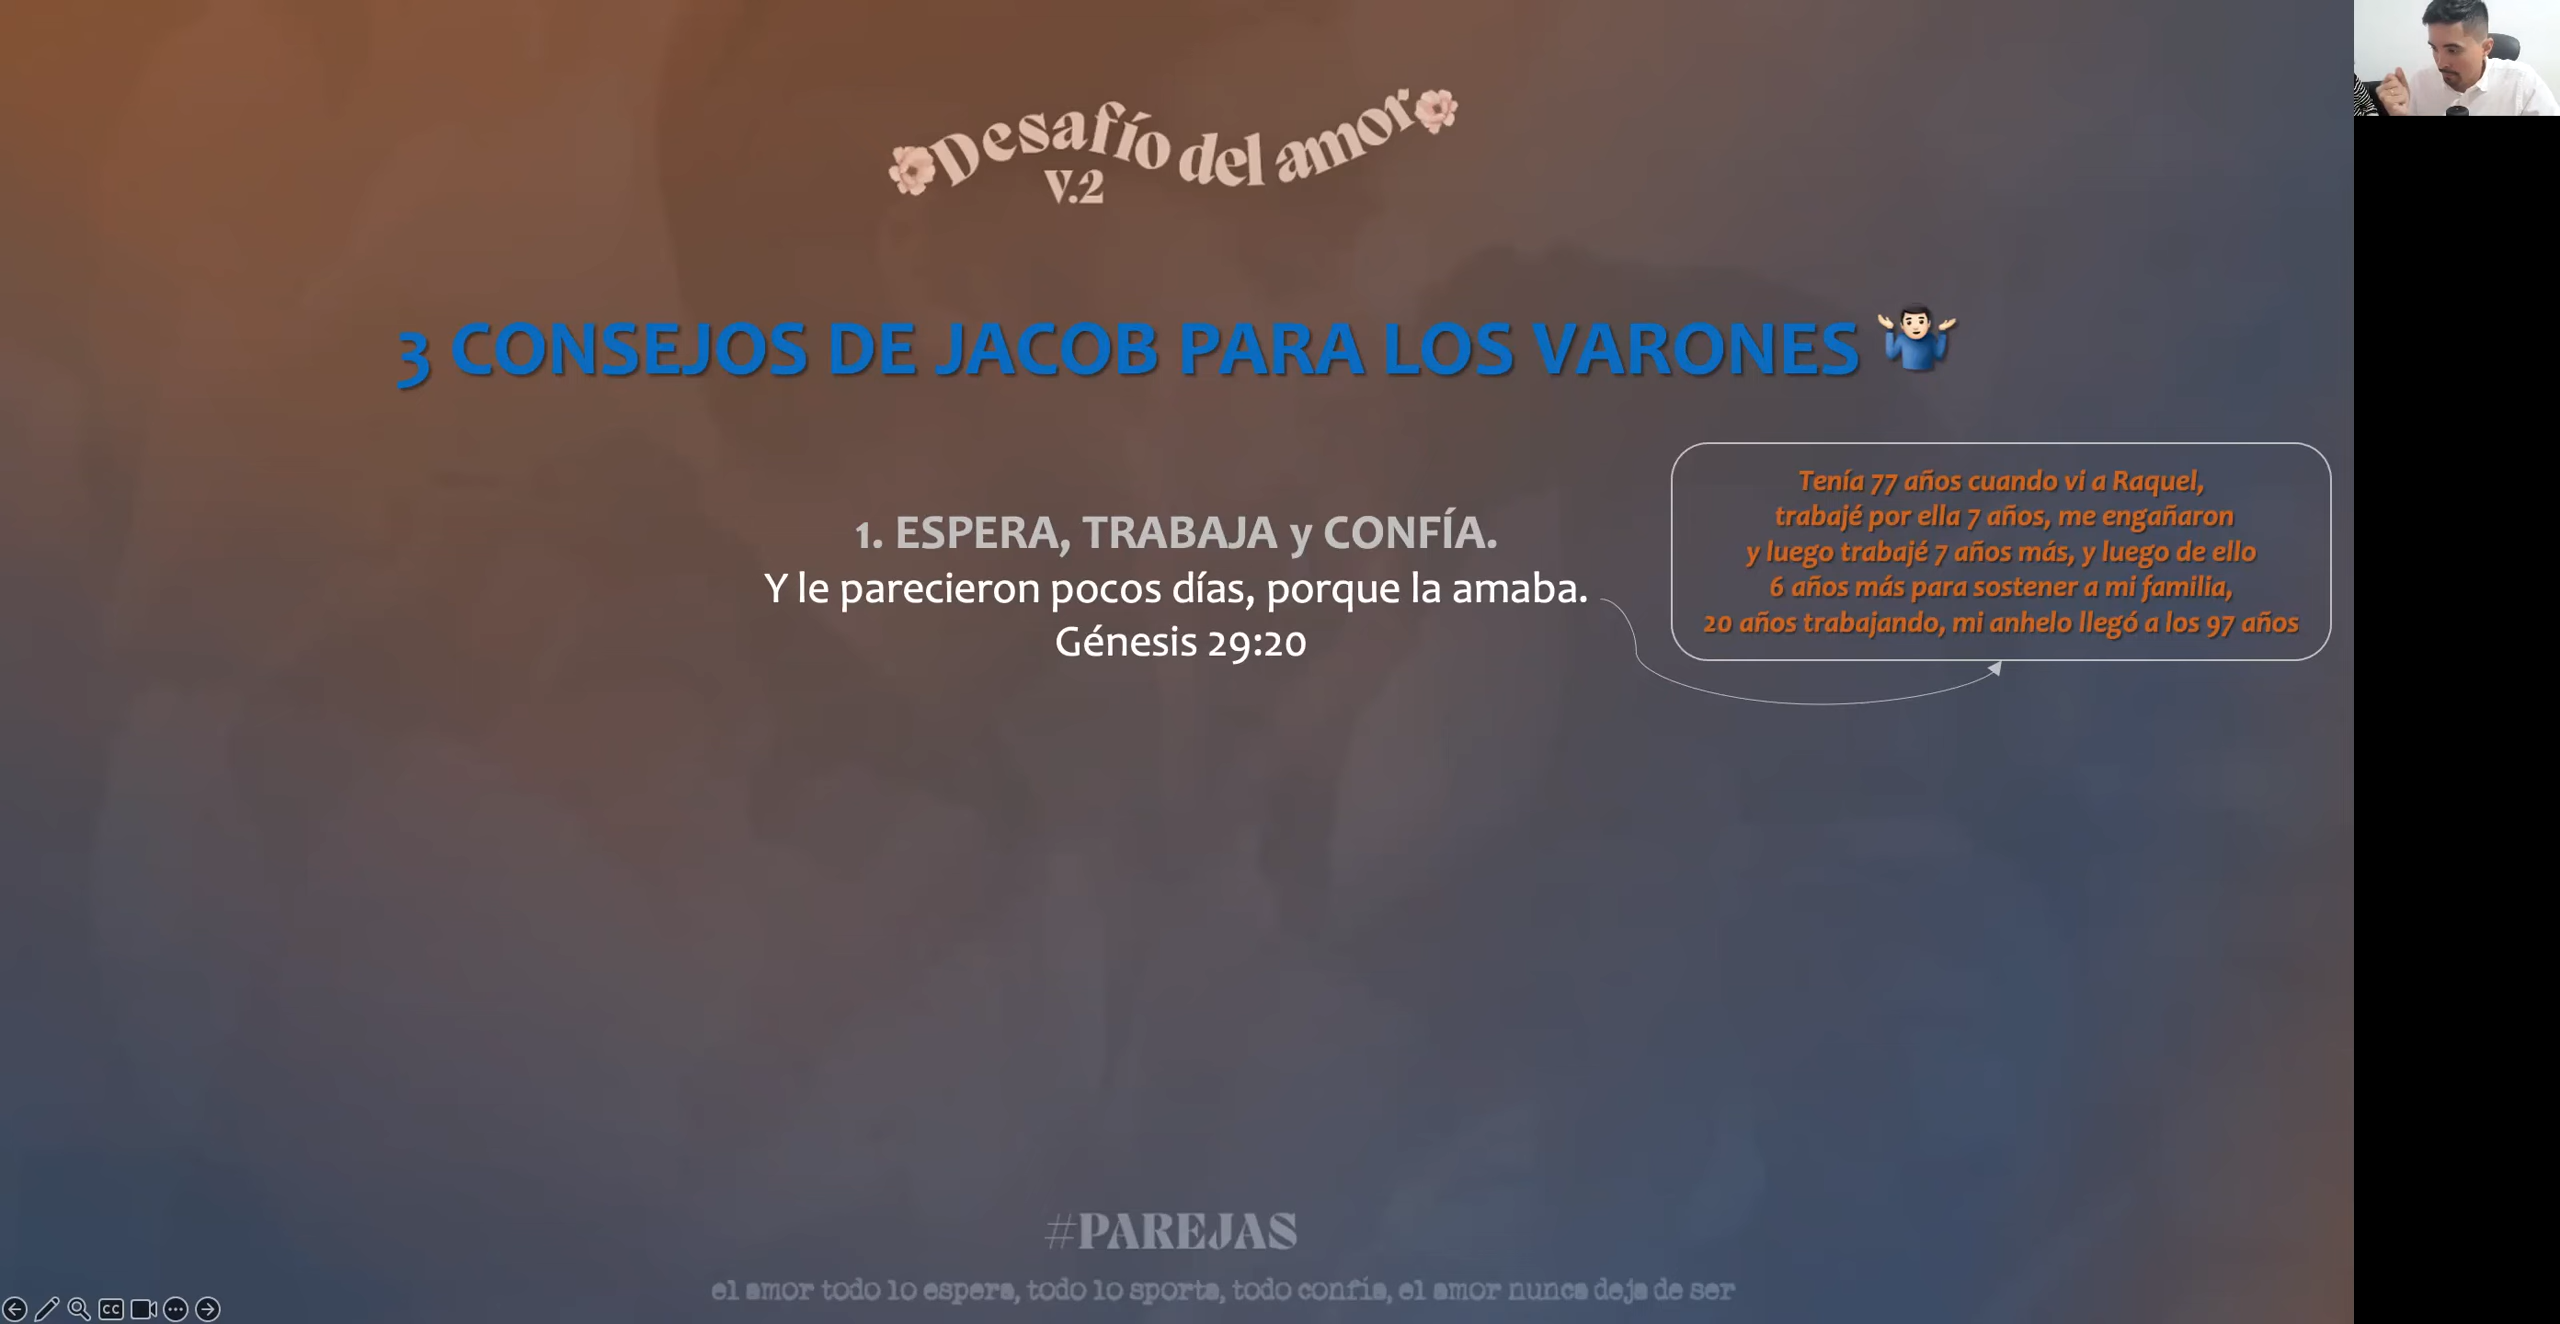 Desafío del amor
V.2
3 CONSEJOS DE JACOB PARA LOS VARONES
1. ESPERA, TRABAJA y CONFÍA.
Y le parecieron pocos días, porque la amaba.
Génesis 29:20
Tenía 77 años cuando vi a Raquel,
trabajé por ella 7 años, me engañaron
y luego trabajé 7 años más, y luego de ello
6 años más para sostener a mi familia,
20 años trabajando, mi anhelo llegó a los 97 años
#PAREJAS
el amor todo lo espera, todo lo sporta, todo confía, el amor nunca deja de ser
CC